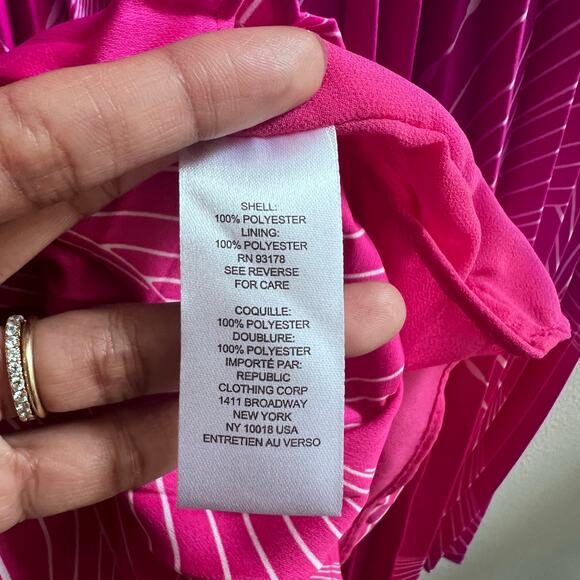 SHELL:
100% POLYESTER
LINING:
100% POLYESTER
RN 93178
SEE REVERSE
FOR CARE
COQUILLE:
100% POLYESTER
DOUBLURE:
100% POLYESTER
IMPORTÉ PAR:
REPUBLIC
CLOTHING CORP
1411 BROADWAY
NEW YORK
NY 10018 USA
ENTRETIEN AU VERSO